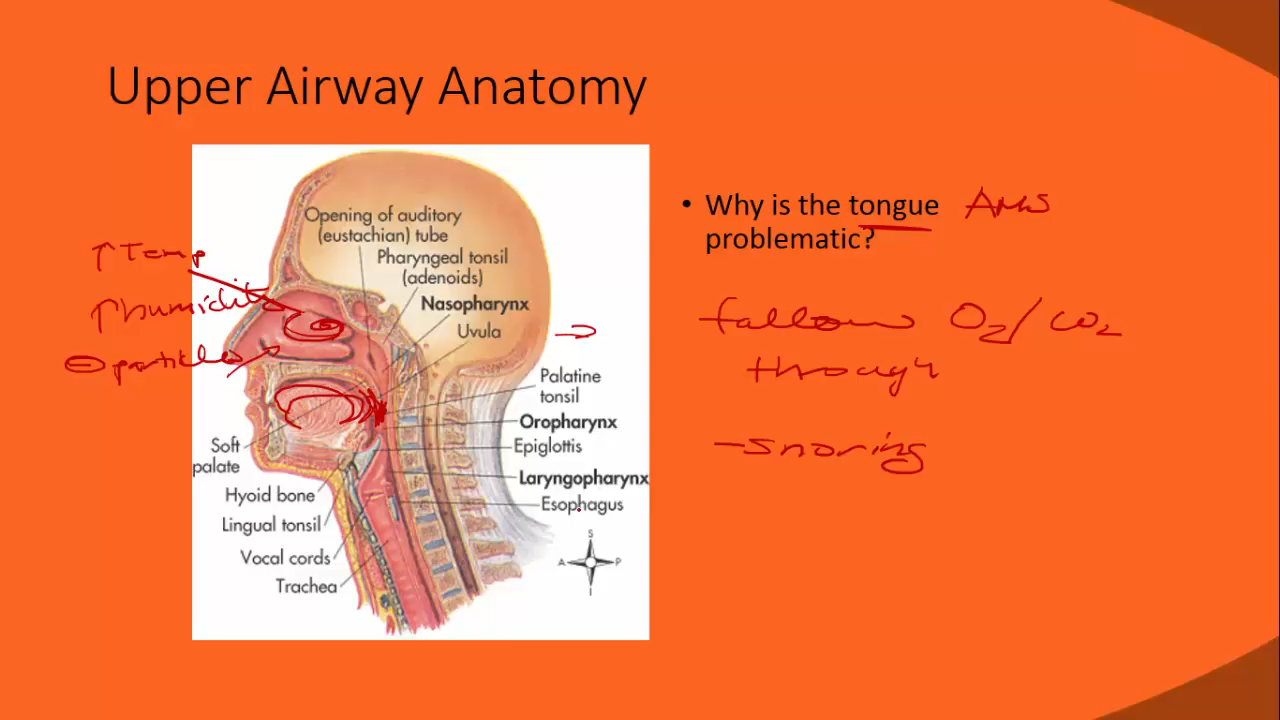 Upper Airway Anatomy
Opening of auditory
(eustachian) tube
Pharyngeal tonsil
(adenoids)
Nasopharynx
Uvula
Palatine
tonsil
Oropharynx
Epiglottis
Laryngopharynx
Esophagus
Soft
palate
Hyoid bone
Lingual tonsil
Vocal cords
Trachea
S
A P
I
↑Temp
↑humidity
⊖ particles
• Why is the tongue AMS
problematic?
follow O2/CO2
through
- snoring